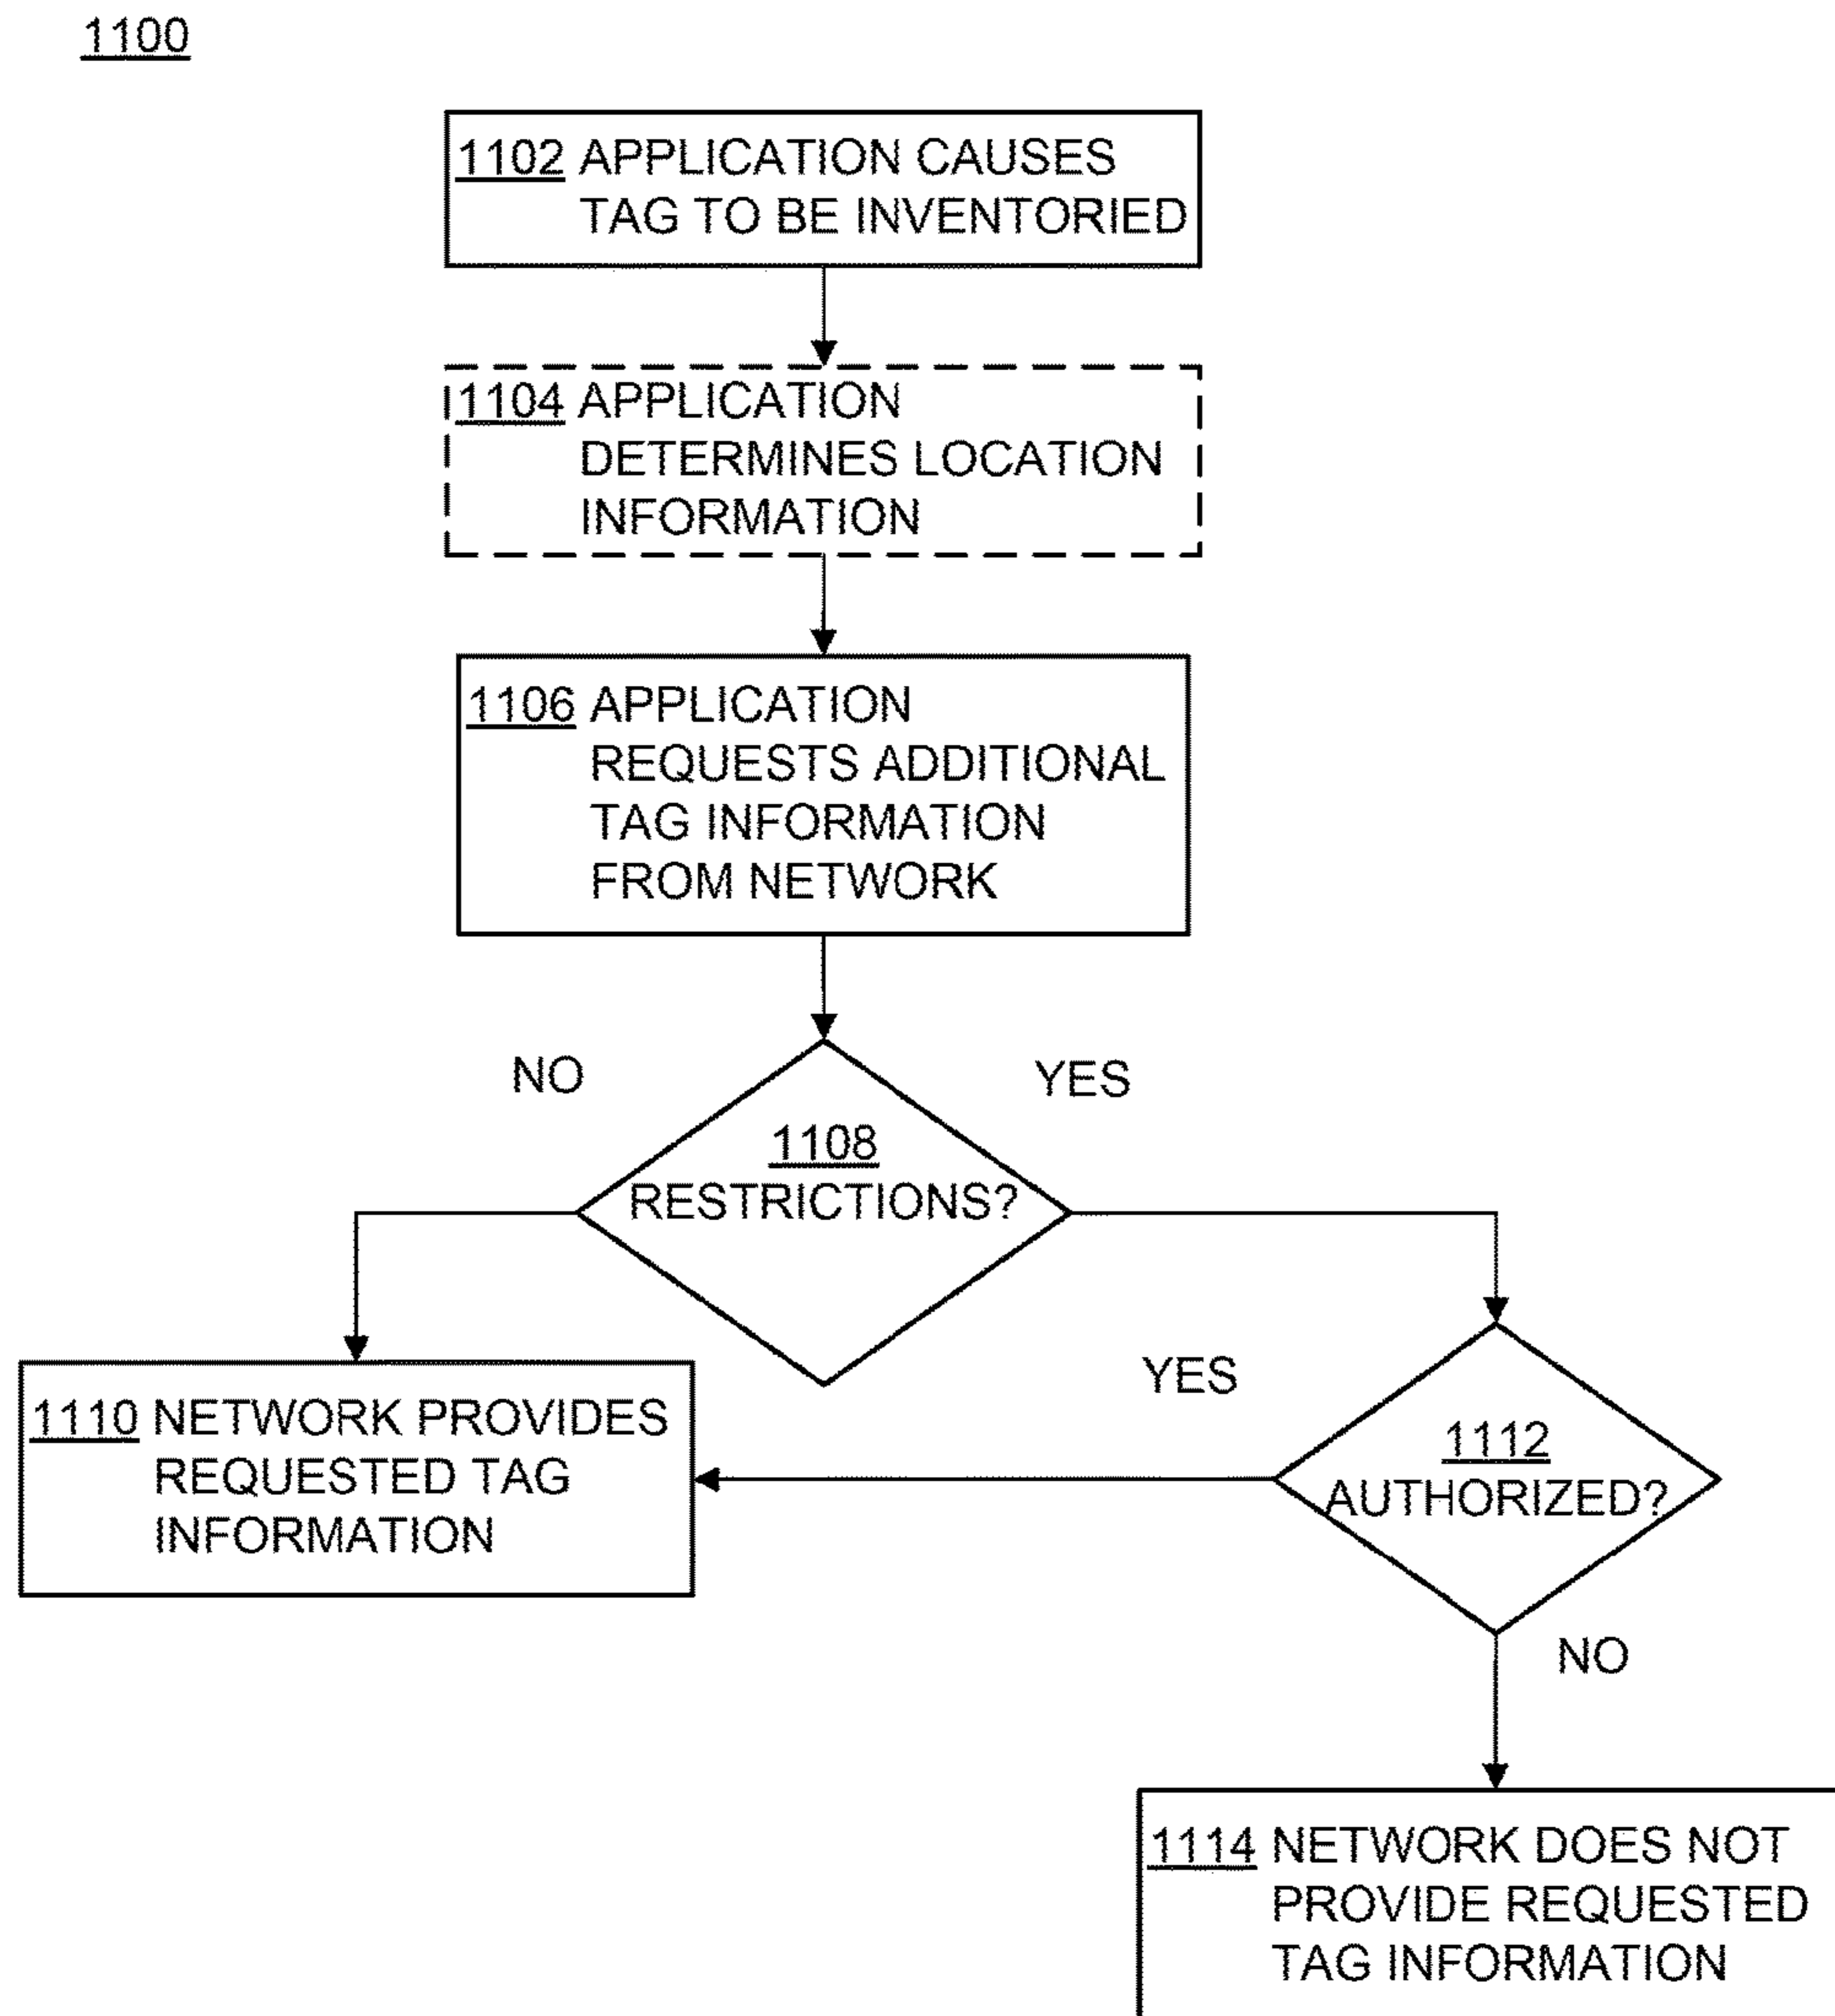 1100
1102 APPLICATION CAUSES
TAG TO BE INVENTORIED
1104 APPLICATION
DETERMINES LOCATION
INFORMATION
1106 APPLICATION
REQUESTS ADDITIONAL
TAG INFORMATION
FROM NETWORK
NO
YES
1108
RESTRICTIONS?
1110 NETWORK PROVIDES
REQUESTED TAG
INFORMATION
YES
1112
AUTHORIZED?
NO
1114 NETWORK DOES NOT
PROVIDE REQUESTED
TAG INFORMATION